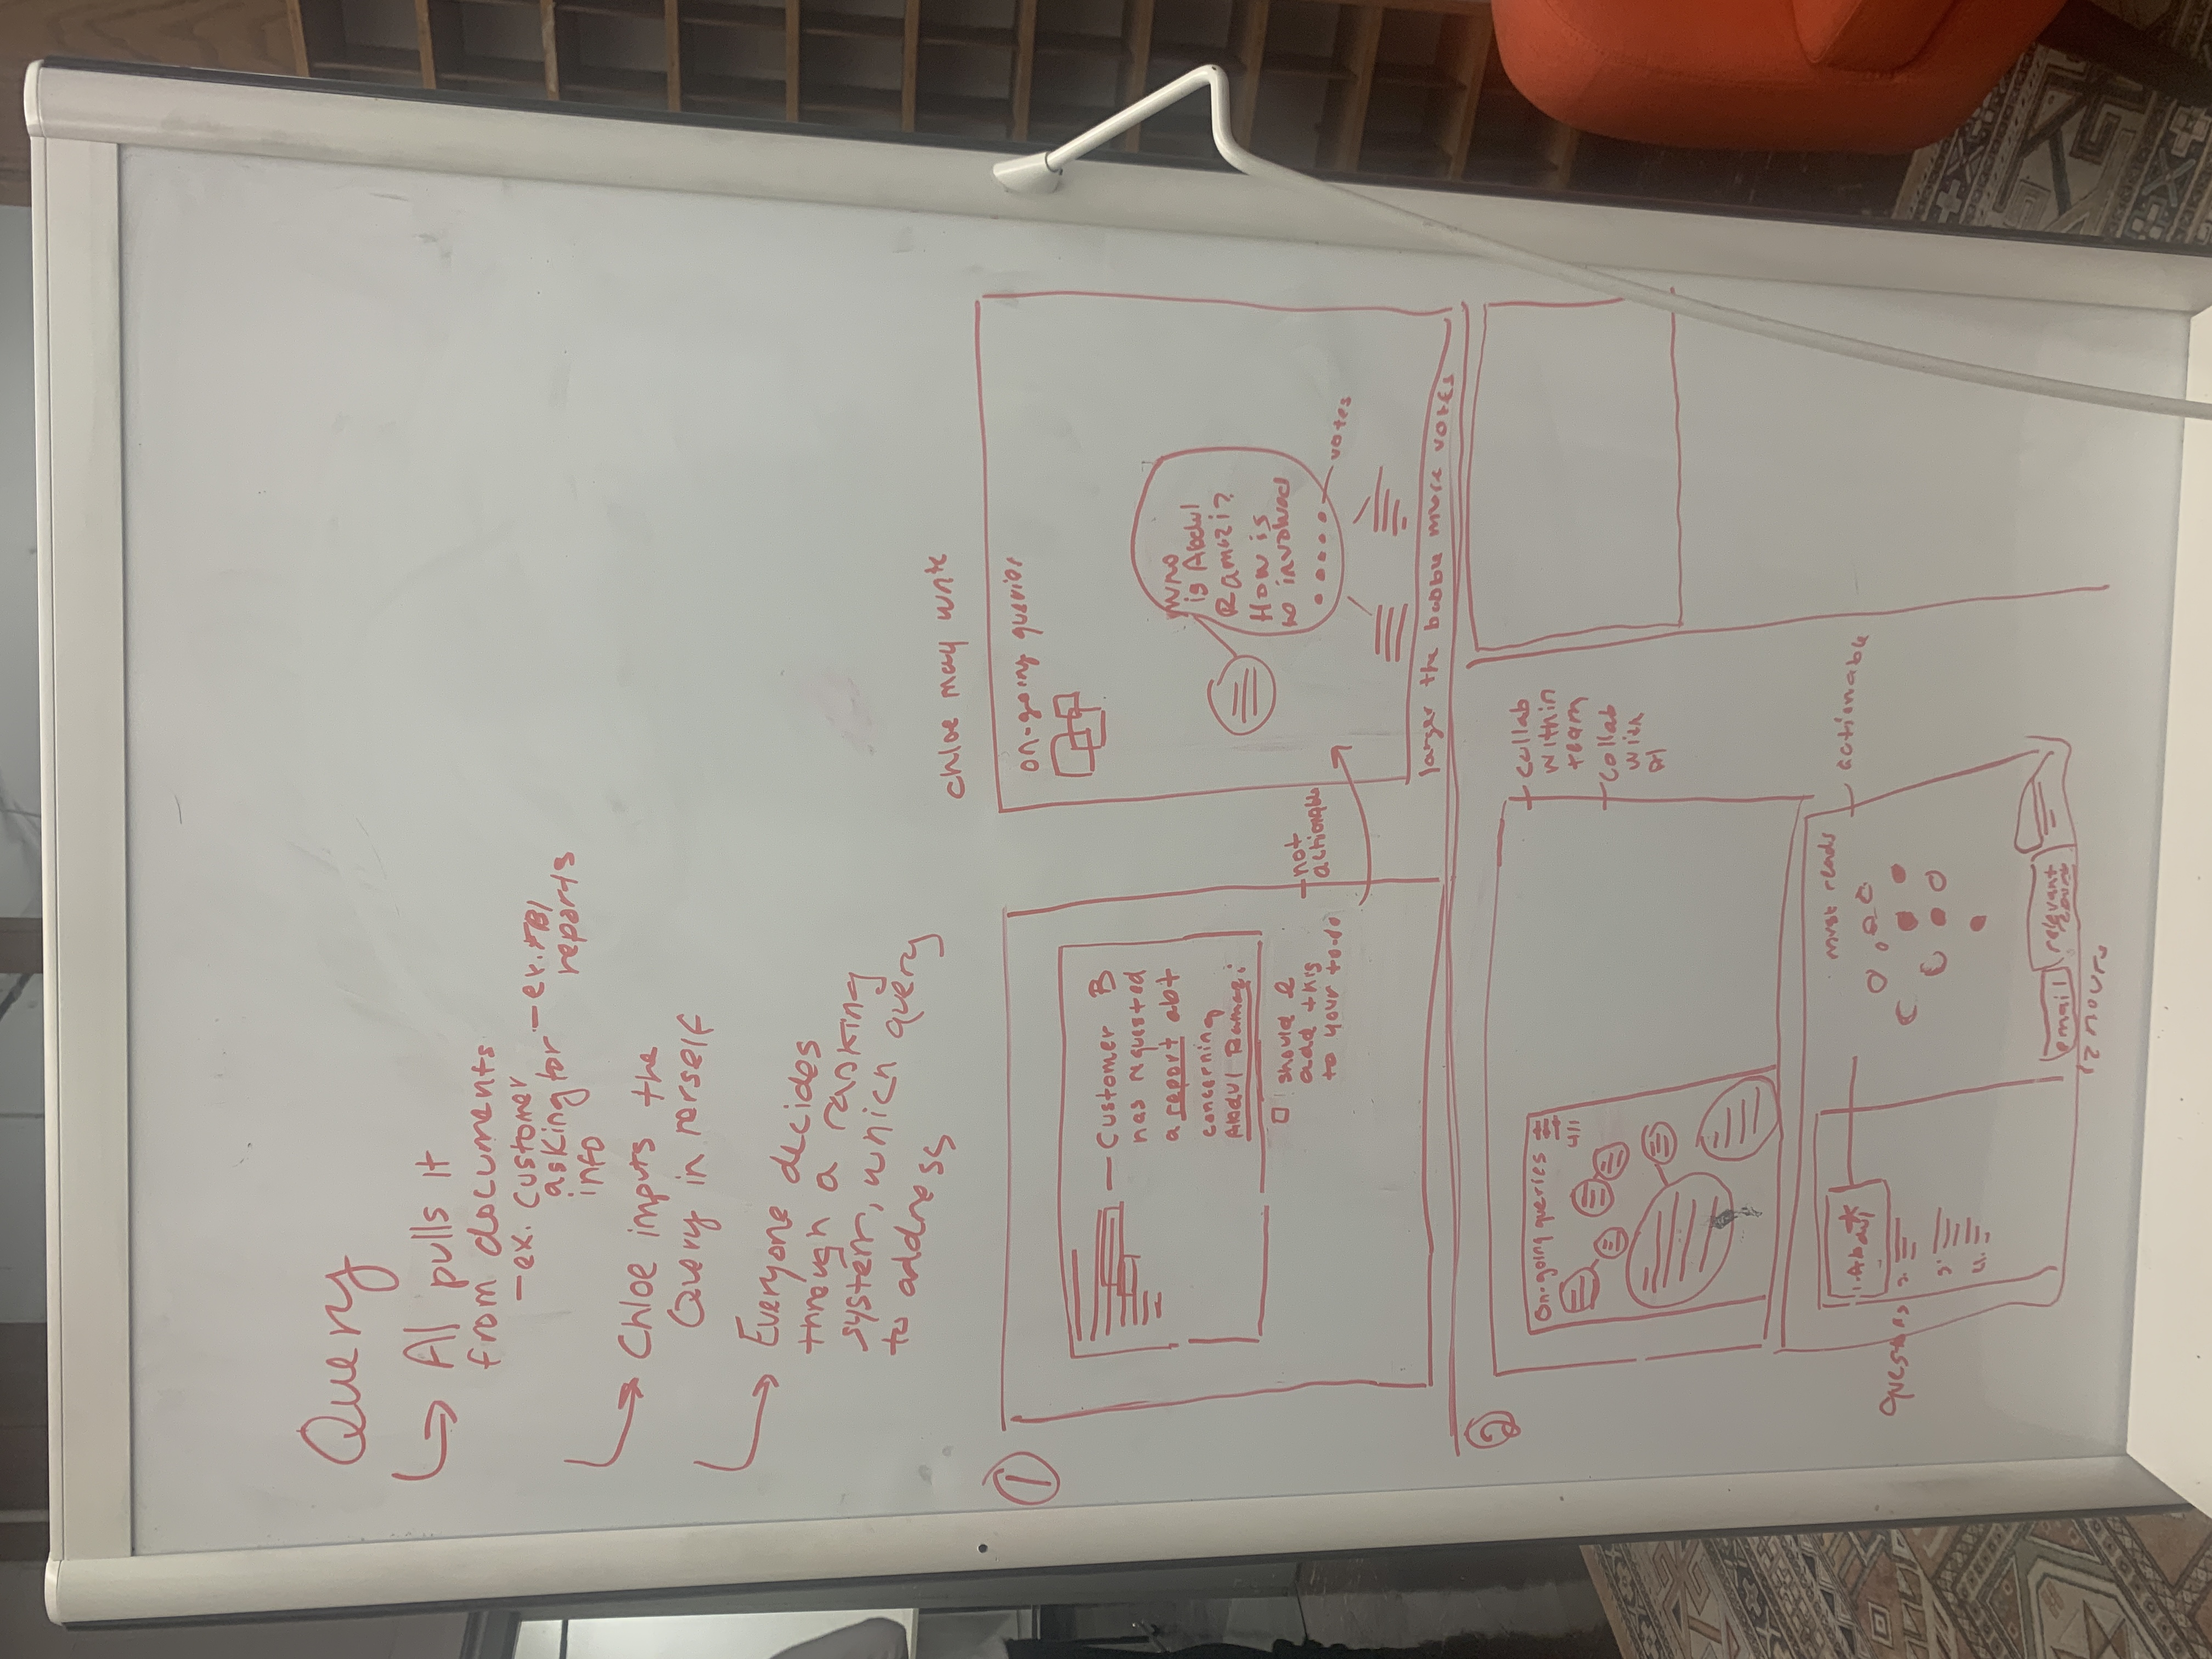 Query
AI pulls it
from documents
- ex. customer
asking for
info
- ex. FBI
reports
Chloe inputs the
Query in herself
Everyone decides
through a ranking
system, which query
to address
①
Customer B
has requested
a report abt
concerning
Abdul Ramazi
should I
add this
to your to-do
not
actionable
chloe may write
on-going queries
who
is Abdul
Ramazi?
How is
involved
votes
larger the bubble more votes
②
On-going queries
4/1
collab
within
team
collab
with
AI
Questions
1. Abdul
2.
3.
4.
must reads
actionable
email
relevant
12 hours